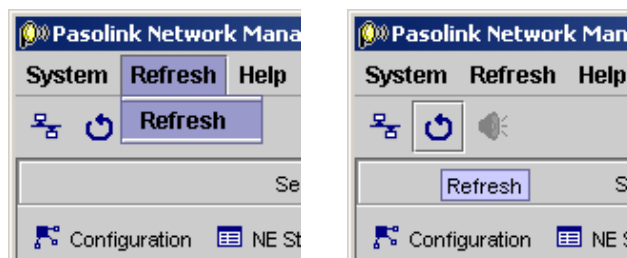 Pasolink Network Mana
System Refresh Help
Refresh
Se
Configuration NE St
Pasolink Network Man
System Refresh Help
Refresh
S
Configuration NE S